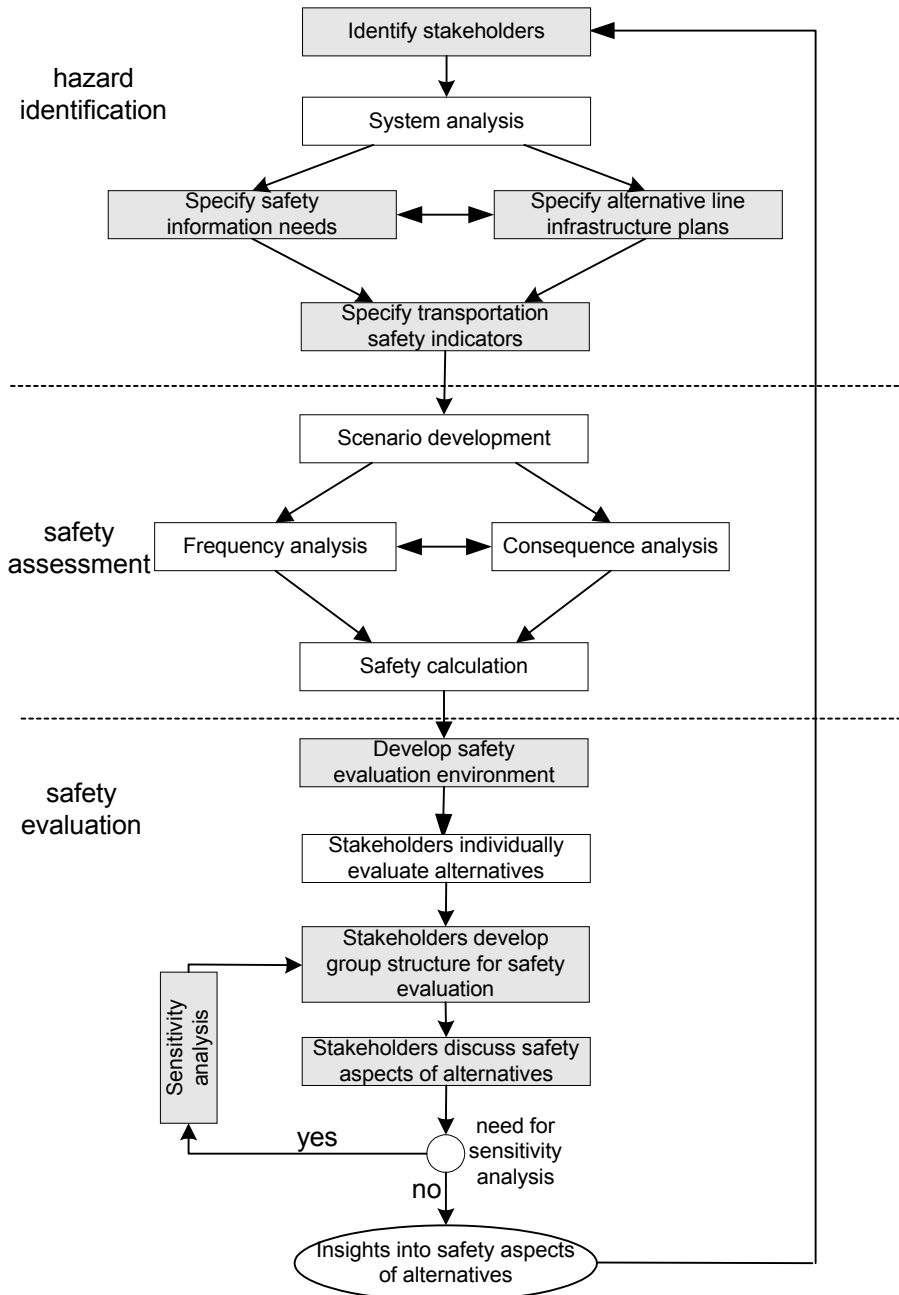 Identify stakeholders
hazard
identification
System analysis
Specify safety
information needs
Specify alternative line
infrastructure plans
Specify transportation
safety indicators
Scenario development
safety
assessment
Frequency analysis
Consequence analysis
Safety calculation
Develop safety
evaluation environment
safety
evaluation
Stakeholders individually
evaluate alternatives
Stakeholders develop
group structure for safety
evaluation
Sensitivity
analysis
Stakeholders discuss safety
aspects of alternatives
need for
sensitivity
analysis
yes
no
Insights into safety aspects
of alternatives